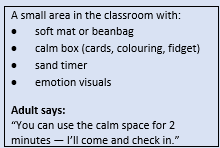 A small area in the classroom with:
• soft mat or beanbag
• calm box (cards, colouring, fidget)
• sand timer
• emotion visuals
Adult says:
“You can use the calm space for 2
minutes — I’ll come and check in.”